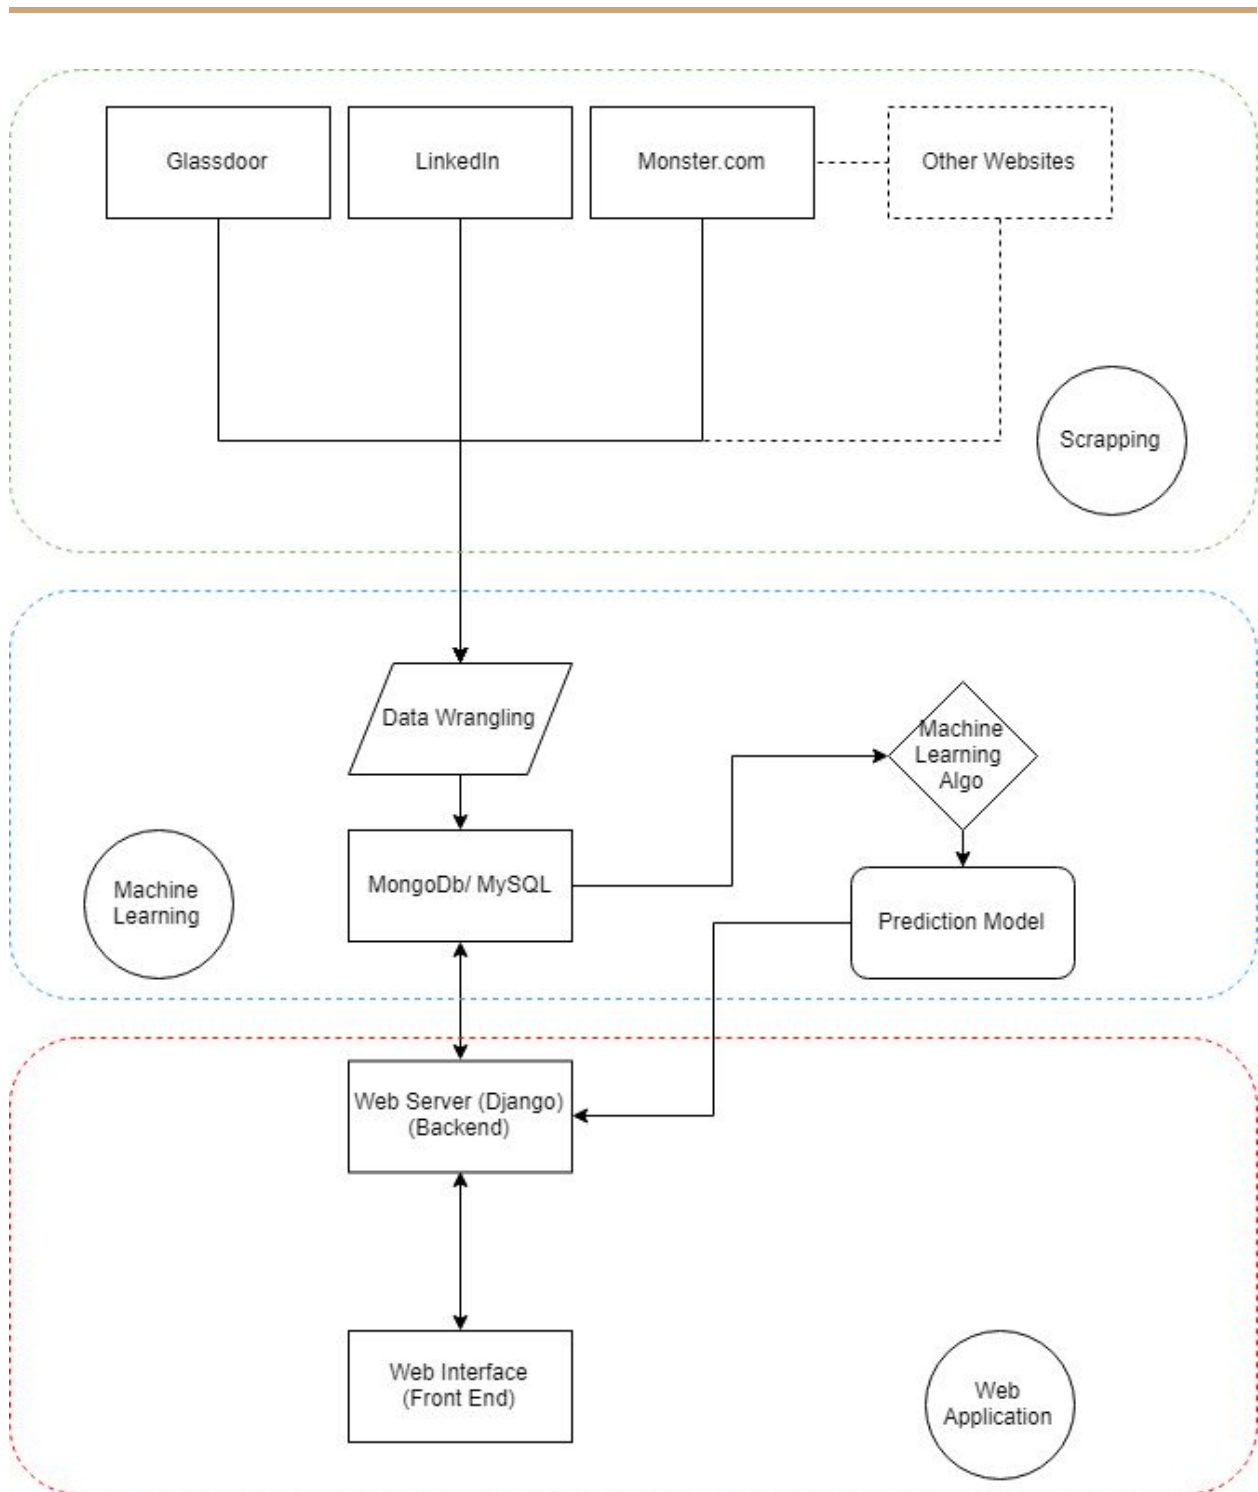 Glassdoor
LinkedIn
Monster.com
Other Websites
Scrapping
Data Wrangling
Machine
Learning
Algo
MongoDb/ MySQL
Machine
Learning
Prediction Model
Web Server (Django)
(Backend)
Web Interface
(Front End)
Web
Application